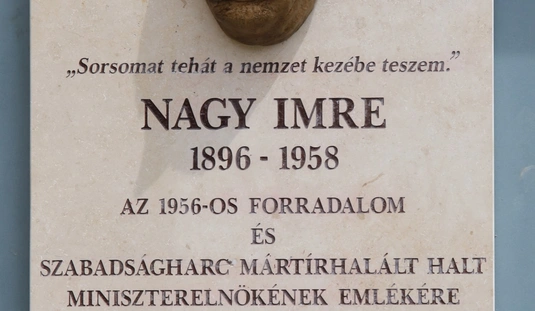 „Sorsomat tehát a nemzet kezébe teszem.”
NAGY IMRE
1896 - 1958
AZ 1956-OS FORRADALOM
ÉS
SZABADSÁGHARC MÁRTÍRHALÁLT HALT
MINISZTERELNÖKÉNEK EMLÉKÉRE